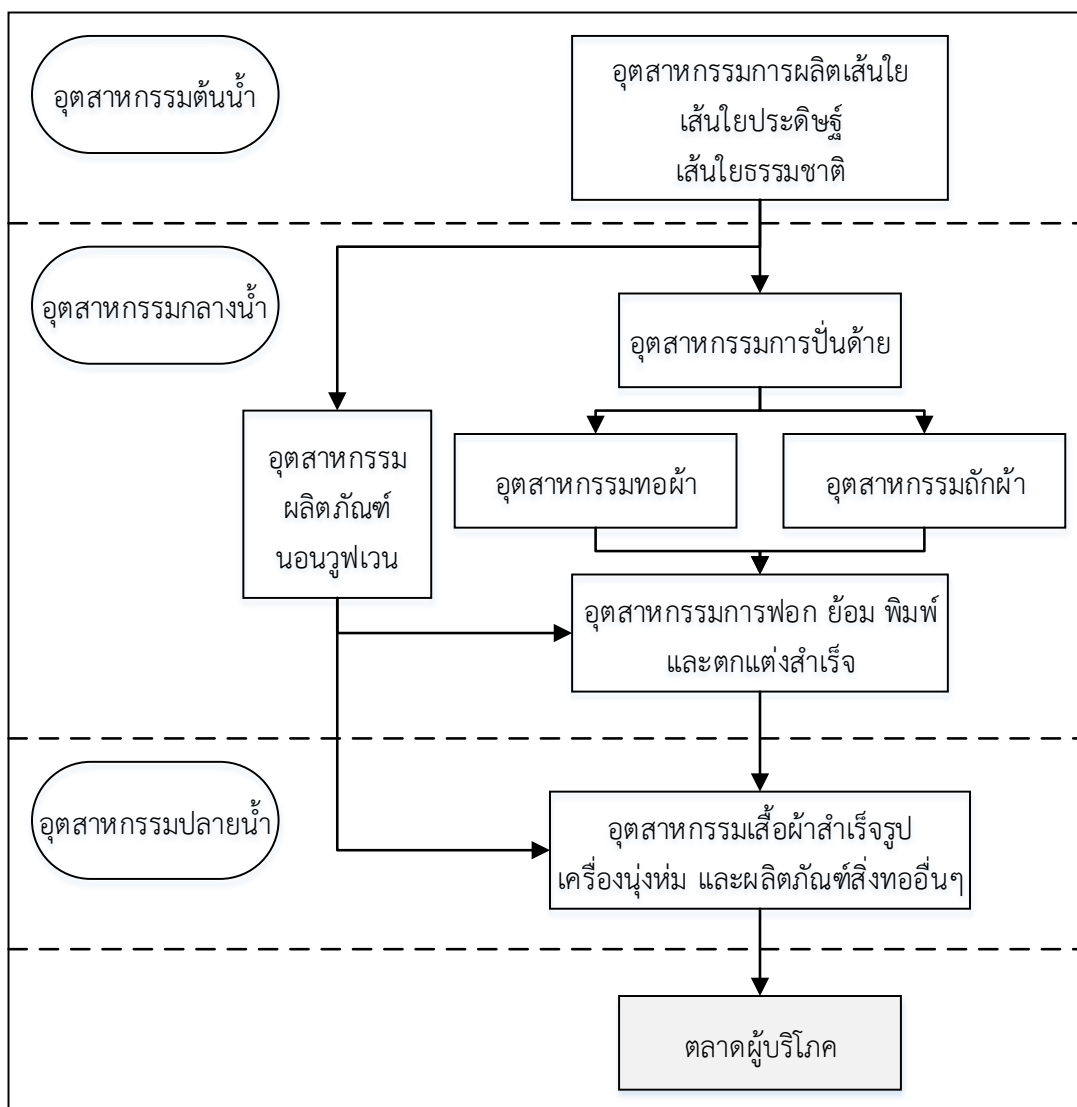 อุตสาหกรรมต้นน้ำ
อุตสาหกรรมการผลิตเส้นใย
เส้นใยประดิษฐ์
เส้นใยธรรมชาติ
อุตสาหกรรมกลางน้ำ
อุตสาหกรรมการปั่นด้าย
อุตสาหกรรม
ผลิตภัณฑ์
นอนวูฟเวน
อุตสาหกรรมทอผ้า
อุตสาหกรรมถักผ้า
อุตสาหกรรมการฟอก ย้อม พิมพ์
และตกแต่งสำเร็จ
อุตสาหกรรมปลายน้ำ
อุตสาหกรรมเสื้อผ้าสำเร็จรูป
เครื่องนุ่งห่ม และผลิตภัณฑ์สิ่งทออื่นๆ
ตลาดผู้บริโภค